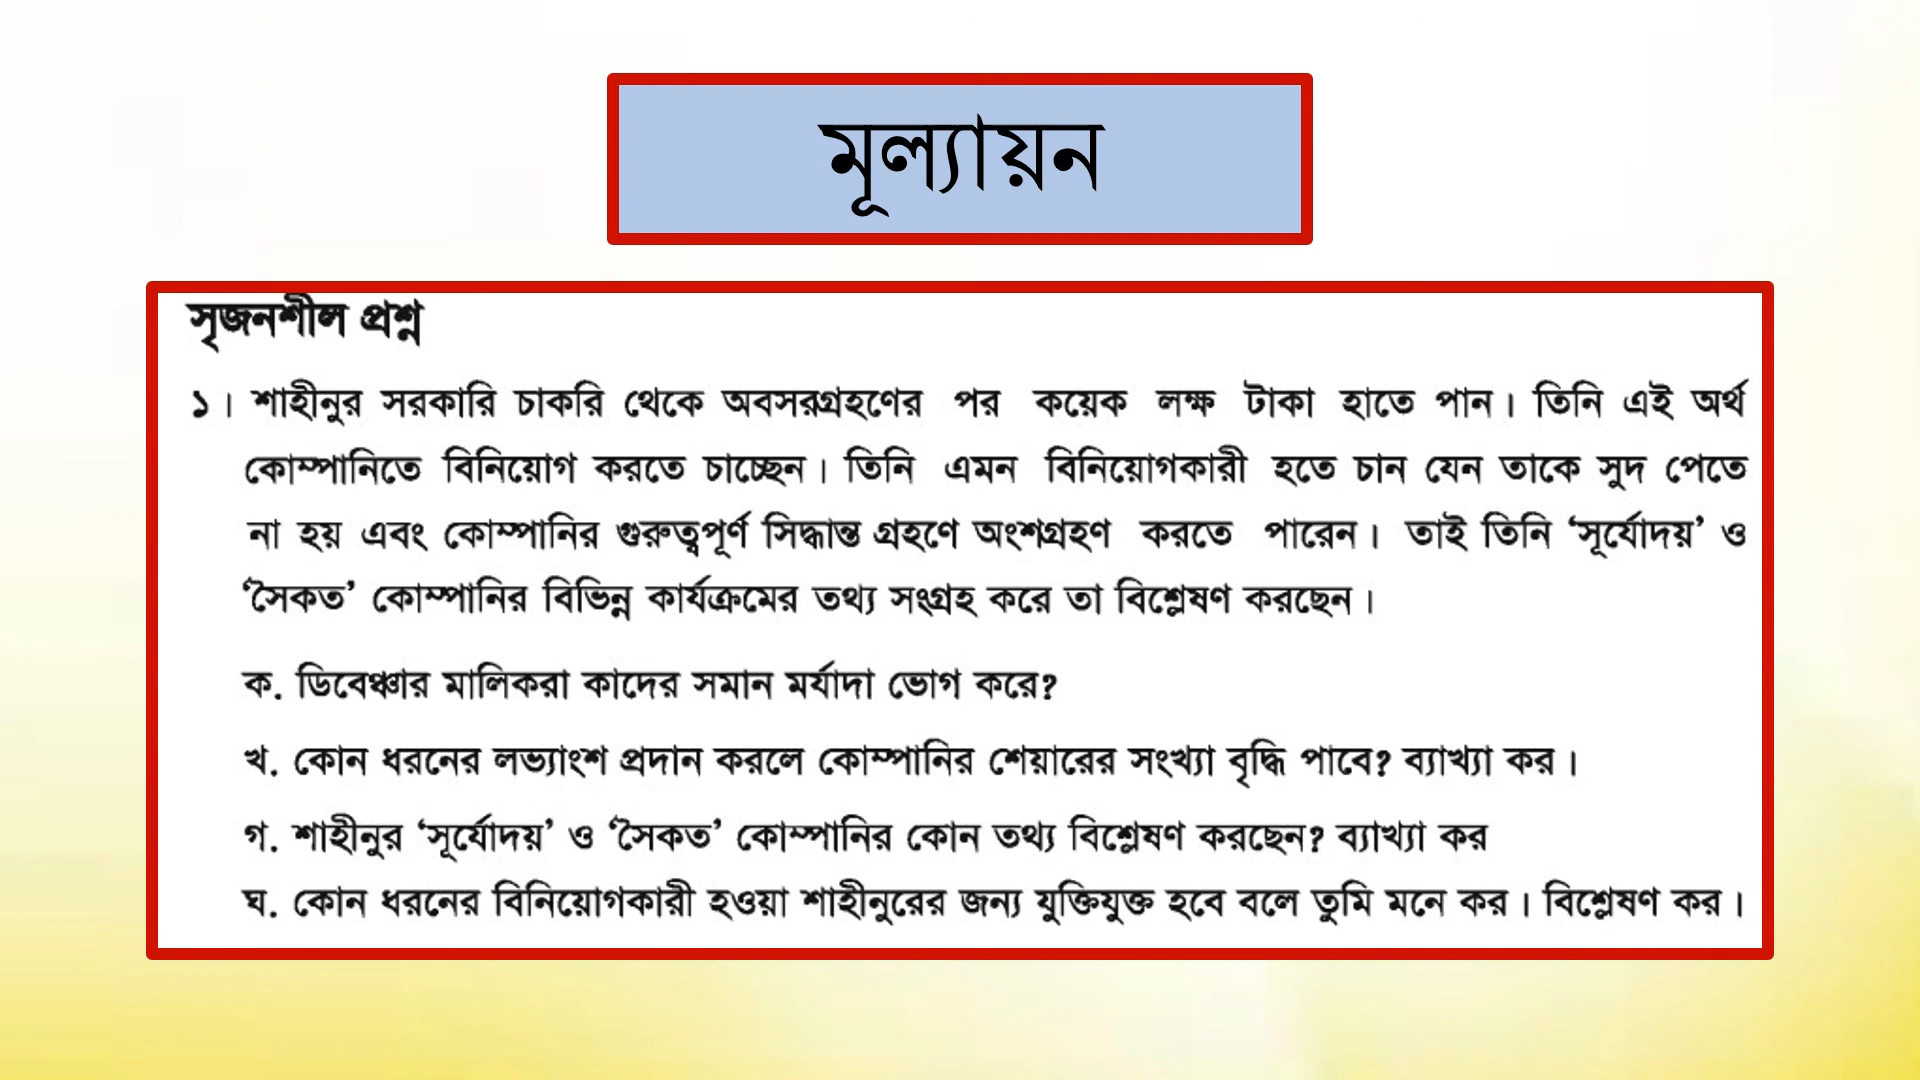 মূল্যায়ন
সৃজনশীল প্রশ্ন
১। শাহীনুর সরকারি চাকরি থেকে অবসরগ্রহণের পর কয়েক লক্ষ টাকা হাতে পান। তিনি এই অর্থ
কোম্পানিতে বিনিয়োগ করতে চাচ্ছেন। তিনি এমন বিনিয়োগকারী হতে চান যেন তাকে সুদ পেতে
না হয় এবং কোম্পানির গুরুত্বপূর্ণ সিদ্ধান্ত গ্রহণে অংশগ্রহণ করতে পারেন। তাই তিনি ‘সূর্যোদয়’ ও
‘সৈকত’ কোম্পানির বিভিন্ন কার্যক্রমের তথ্য সংগ্রহ করে তা বিশ্লেষণ করছেন।
ক. ডিবেঞ্চার মালিকরা কাদের সমান মর্যাদা ভোগ করে?
খ. কোন ধরনের লভ্যাংশ প্রদান করলে কোম্পানির শেয়ারের সংখ্যা বৃদ্ধি পাবে? ব্যাখ্যা কর।
গ. শাহীনুর ‘সূর্যোদয়’ ও ‘সৈকত’ কোম্পানির কোন তথ্য বিশ্লেষণ করছেন? ব্যাখ্যা কর
ঘ. কোন ধরনের বিনিয়োগকারী হওয়া শাহীনুরের জন্য যুক্তিযুক্ত হবে বলে তুমি মনে কর। বিশ্লেষণ কর।